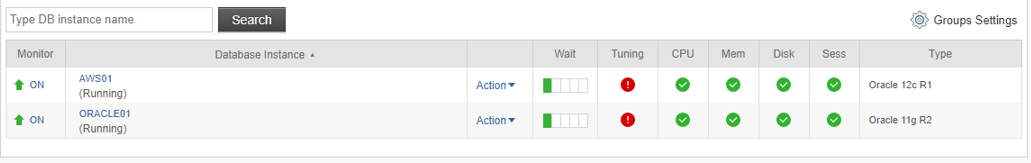 Type DB instance name Search Groups Settings
Monitor Database Instance Wait Tuning CPU Mem Disk Sess Type
ON AWS01 (Running) Action Oracle 12c R1
ON ORACLE01 (Running) Action Oracle 11g R2